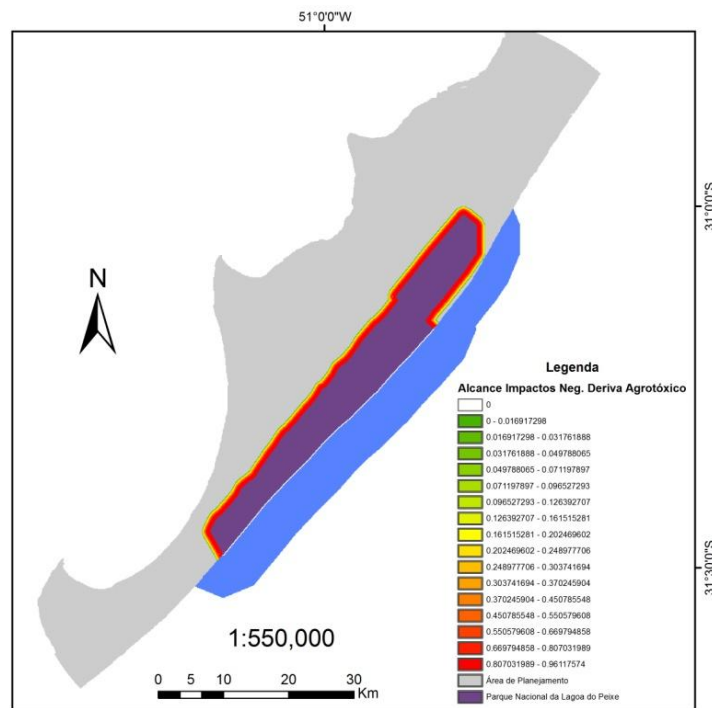 51°0'0"W
31°0'0"S
N
Legenda
Alcance Impactos Neg. Deriva Agrotóxico
0
0 - 0.016917298
0.016917298 - 0.031761888
0.031761888 - 0.049788065
0.049788065 - 0.071197897
0.071197897 - 0.096527293
0.096527293 - 0.126392707
0.126392707 - 0.161515281
0.161515281 - 0.202469602
0.202469602 - 0.248977706
0.248977706 - 0.303741694
0.303741694 - 0.370245904
0.370245904 - 0.450785548
0.450785548 - 0.550579608
0.550579608 - 0.669794858
0.669794858 - 0.807031989
0.807031989 - 0.96117574
Área de Planejamento
Parque Nacional da Lagoa do Peixe
31°30'0"S
1:550,000
0 5 10 20 30
Km